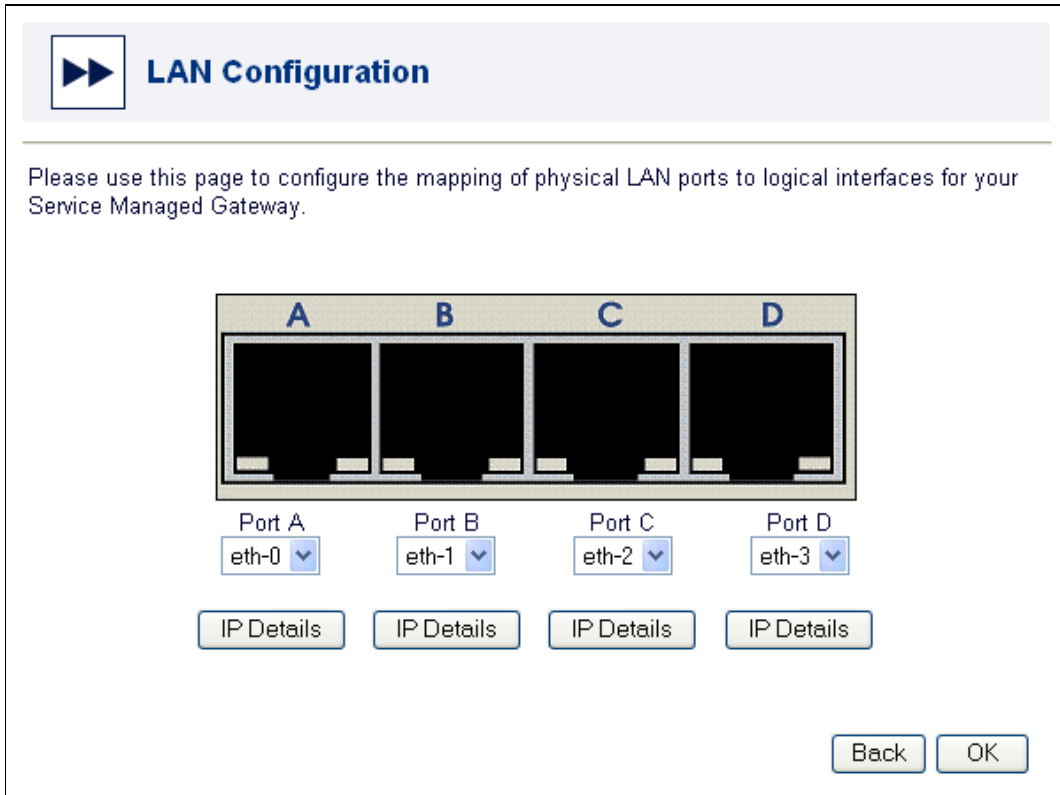 LAN Configuration
Please use this page to configure the mapping of physical LAN ports to logical interfaces for your
Service Managed Gateway.
A B C D
Port A Port B Port C Port D
eth-0 eth-1 eth-2 eth-3
IP Details IP Details IP Details IP Details
Back OK